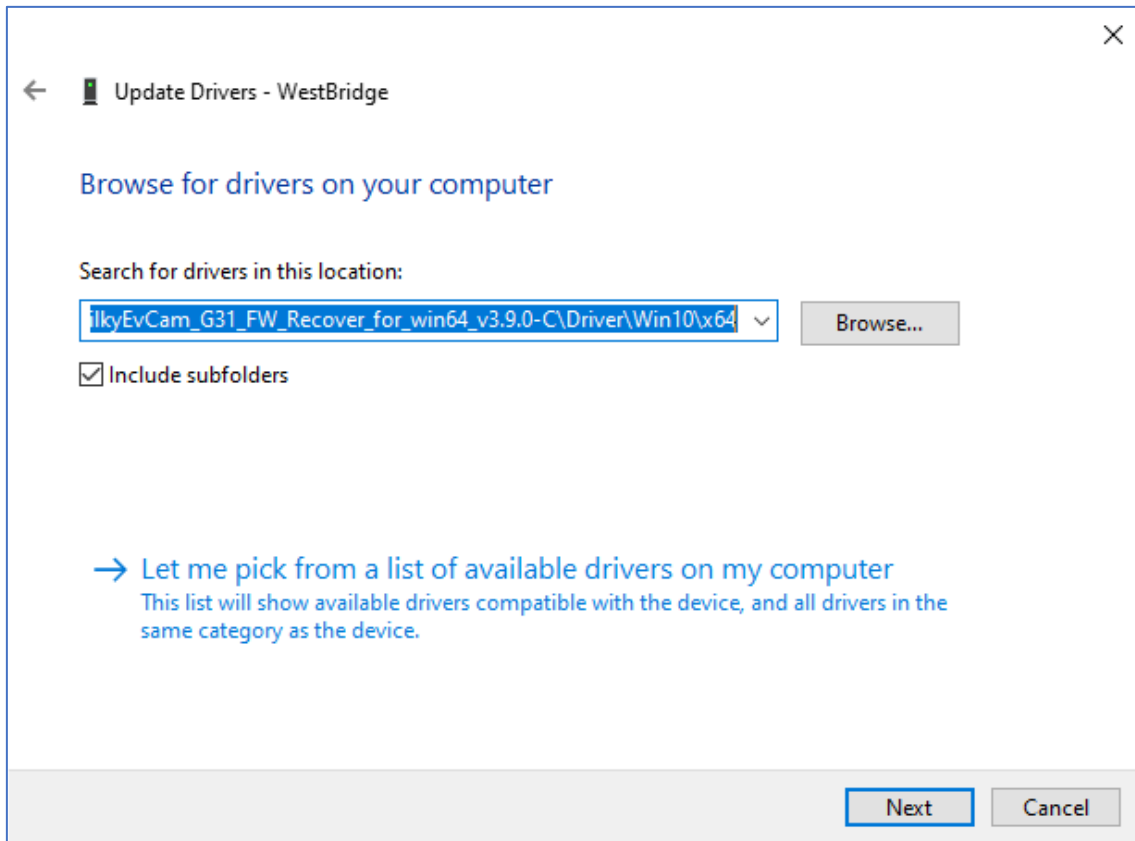 Update Drivers - WestBridge
Browse for drivers on your computer
Search for drivers in this location:
ilkyEvCam_G31_FW_Recover_for_win64_v3.9.0-C\Driver\Win10\x64
Browse...
Include subfolders
Let me pick from a list of available drivers on my computer
This list will show available drivers compatible with the device, and all drivers in the
same category as the device.
Next
Cancel